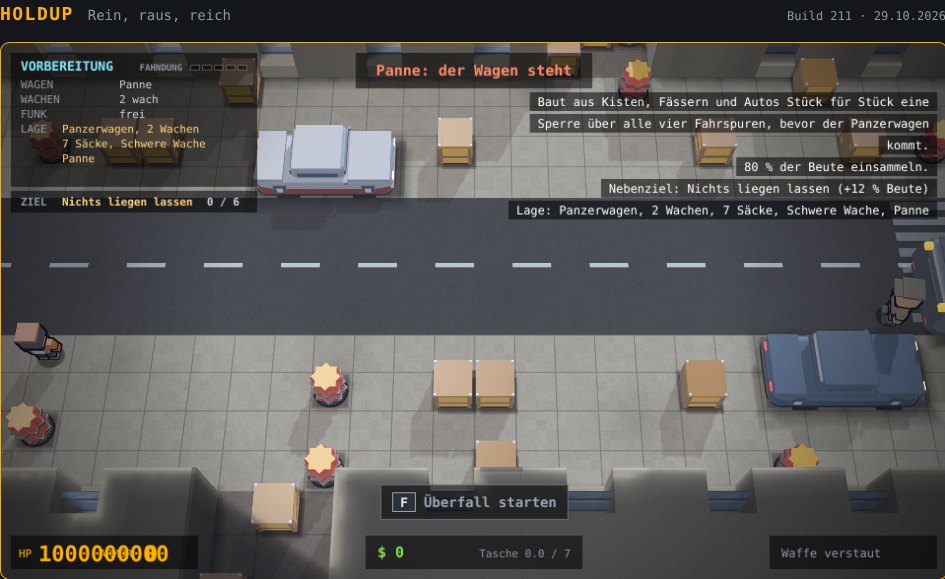 HOLDUP Rein, raus, reich
Build 211 · 29.10.2026
VORBEREITUNG FAHNDUNG
WAGEN Panne
WACHEN 2 wach
FUNK frei
LAGE Panzerwagen, 2 Wachen
7 Säcke, Schwere Wache
Panne
ZIEL Nichts liegen lassen 0 / 6
Panne: der Wagen steht
Baut aus Kisten, Fässern und Autos Stück für Stück eine
Sperre über alle vier Fahrspuren, bevor der Panzerwagen
kommt.
80 % der Beute einsammeln.
Nebenziel: Nichts liegen lassen (+12 % Beute)
Lage: Panzerwagen, 2 Wachen, 7 Säcke, Schwere Wache, Panne
F Überfall starten
HP
$ 0 Tasche 0.0 / 7
Waffe verstaut